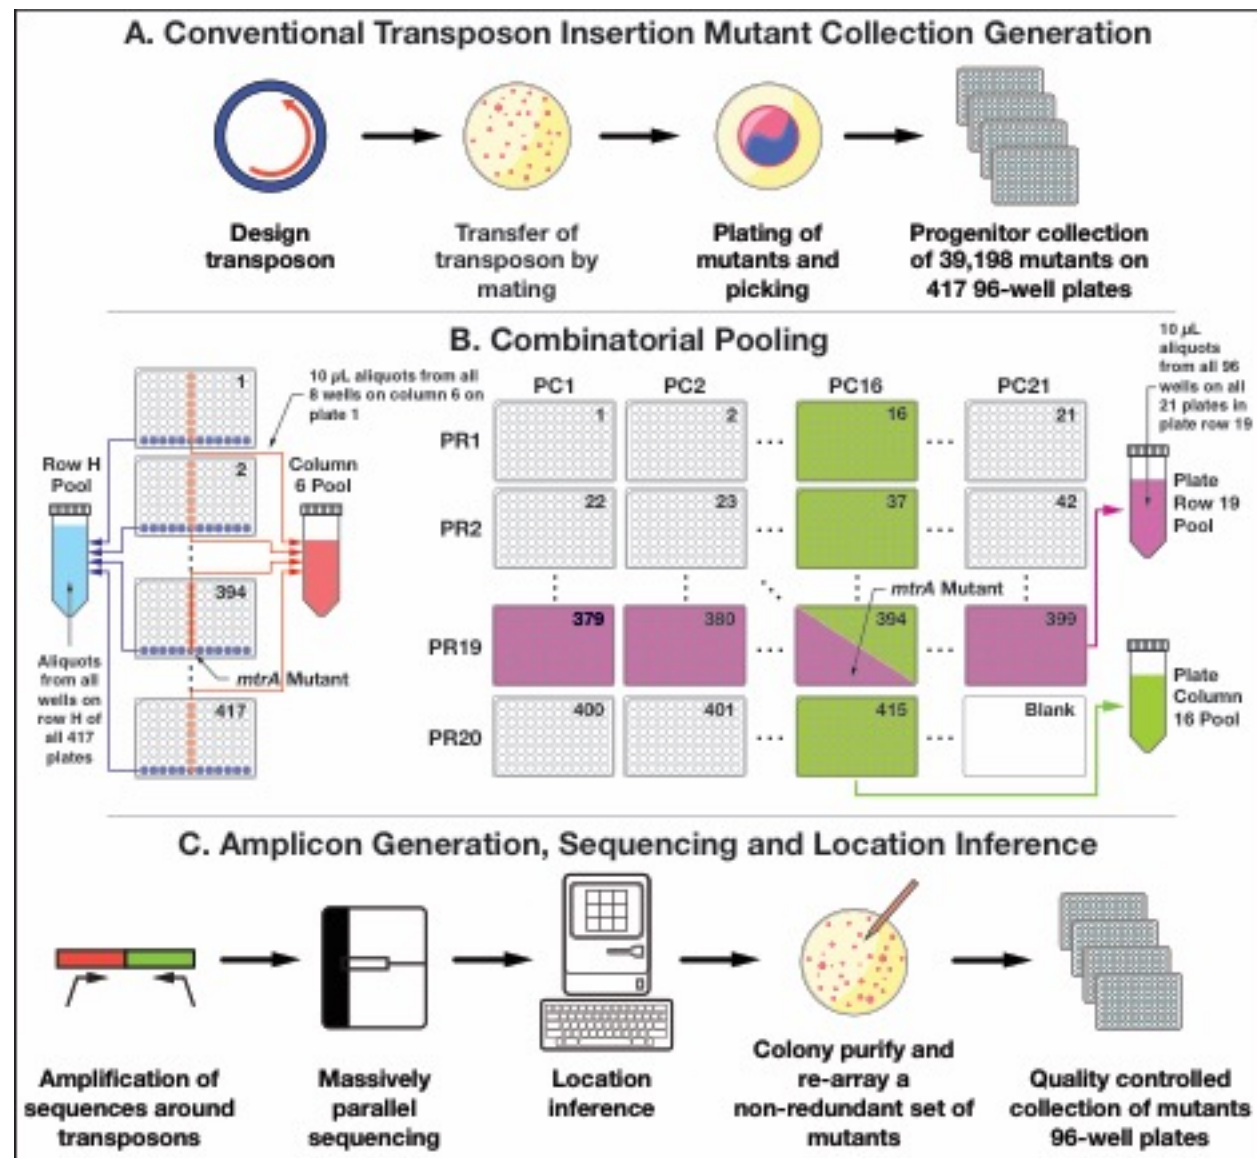 A. Conventional Transposon Insertion Mutant Collection Generation
Design
transposon
Transfer of
transposon by
mating
Plating of
mutants and
picking
Progenitor collection
of 39,198 mutants on
417 96-well plates
B. Combinatorial Pooling
1
2
394
417
10 µL aliquots from all
8 wells on column 6 on
plate 1
Row H
Pool
Column
6 Pool
Aliquots
from all
wells on
row H of
all 417
plates
mtrA Mutant
PC1
PC2
PC16
PC21
PR1
1
2
...
16
...
21
PR2
22
23
...
37
...
42
mtrA Mutant
PR19
379
380
...
394
...
399
PR20
400
401
...
415
...
Blank
10 µL
aliquots
from all 96
wells on all
21 plates in
plate row 19
Plate
Row 19
Pool
Plate
Column
16 Pool
C. Amplicon Generation, Sequencing and Location Inference
Amplification of
sequences around
transposons
Massively
parallel
sequencing
Location
inference
Colony purify and
re-array a
non-redundant set of
mutants
Quality controlled
collection of mutants
96-well plates